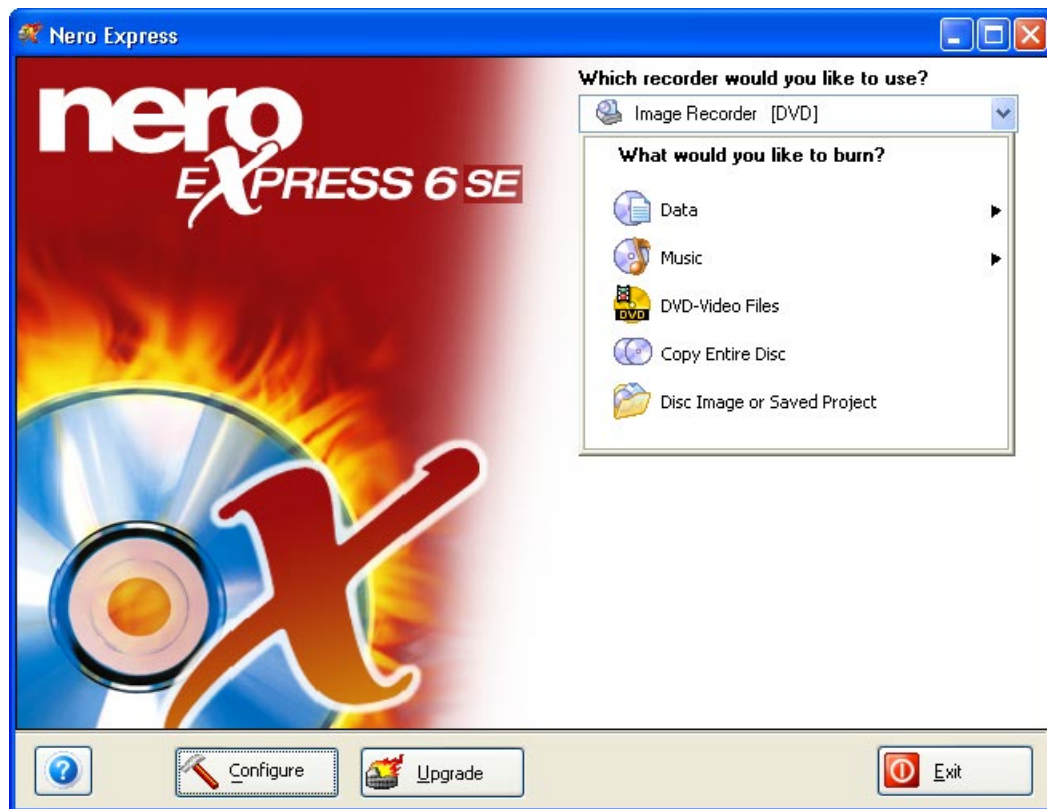 Nero Express
nero
EXPRESS 6 SE
Which recorder would you like to use?
Image Recorder [DVD]
What would you like to burn?
Data
Music
DVD
DVD-Video Files
Copy Entire Disc
Disc Image or Saved Project
X
?
Configure
Upgrade
Exit